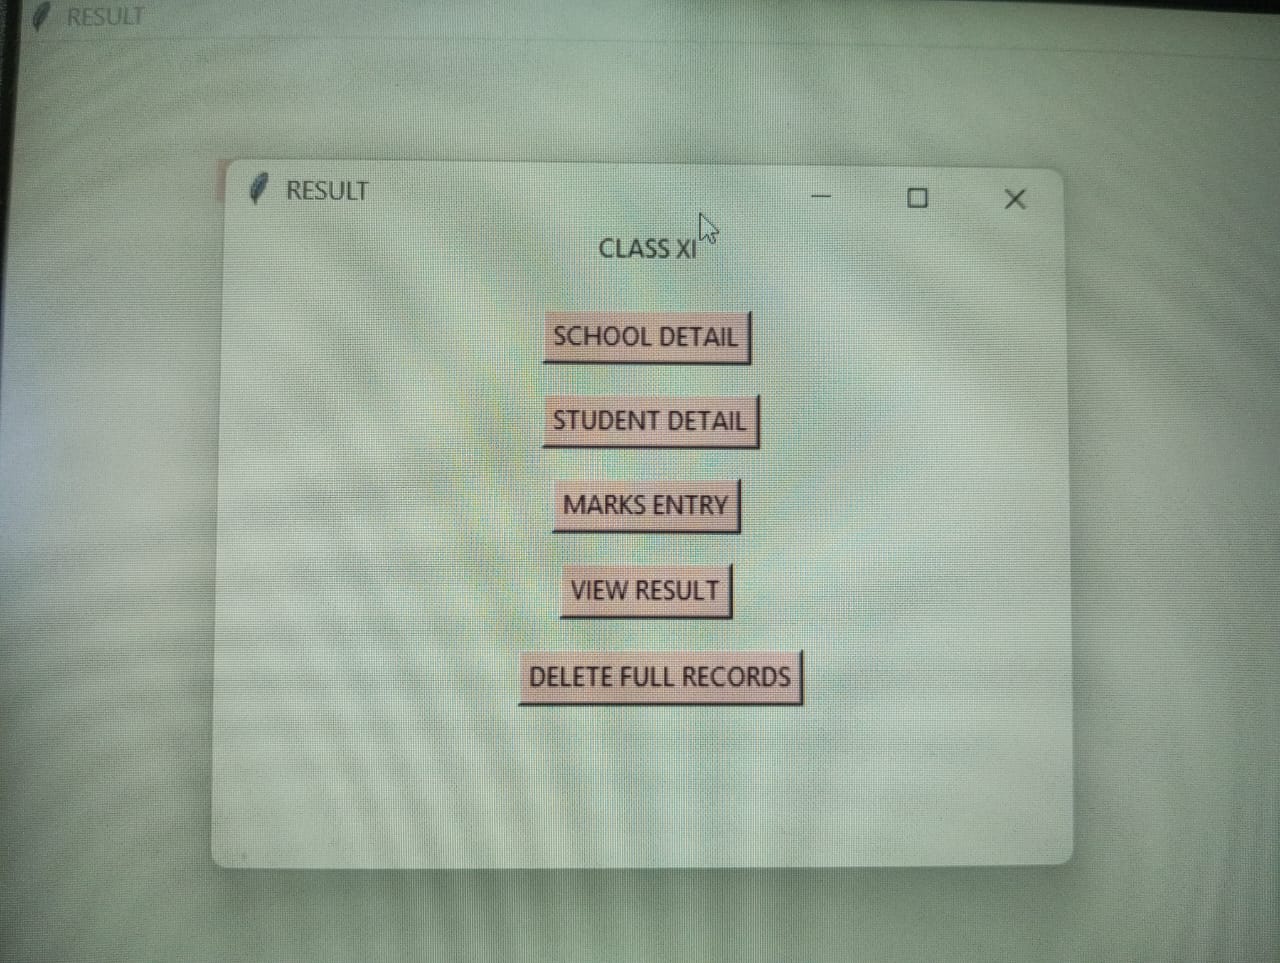 RESULT
RESULT
CLASS XI
SCHOOL DETAIL
STUDENT DETAIL
MARKS ENTRY
VIEW RESULT
DELETE FULL RECORDS